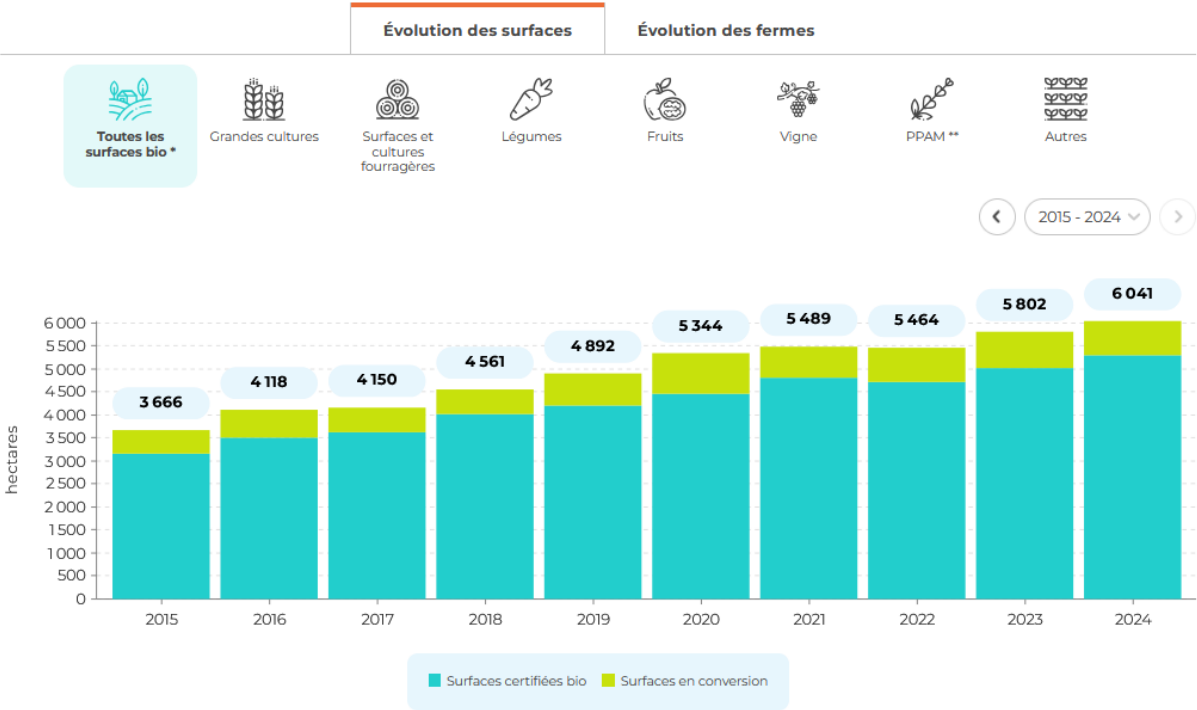 Évolution des surfaces
Évolution des fermes
Toutes les
surfaces bio *
Grandes cultures
Surfaces et
cultures
fourragères
Légumes
Fruits
Vigne
PPAM **
Autres
2015 - 2024
hectares
6 000
5 500
5 000
4 500
4 000
3 500
3 000
2 500
2 000
1 500
1 000
500
0
3 666
4 118
4 150
4 561
4 892
5 344
5 489
5 464
5 802
6 041
2015
2016
2017
2018
2019
2020
2021
2022
2023
2024
Surfaces certifiées bio
Surfaces en conversion